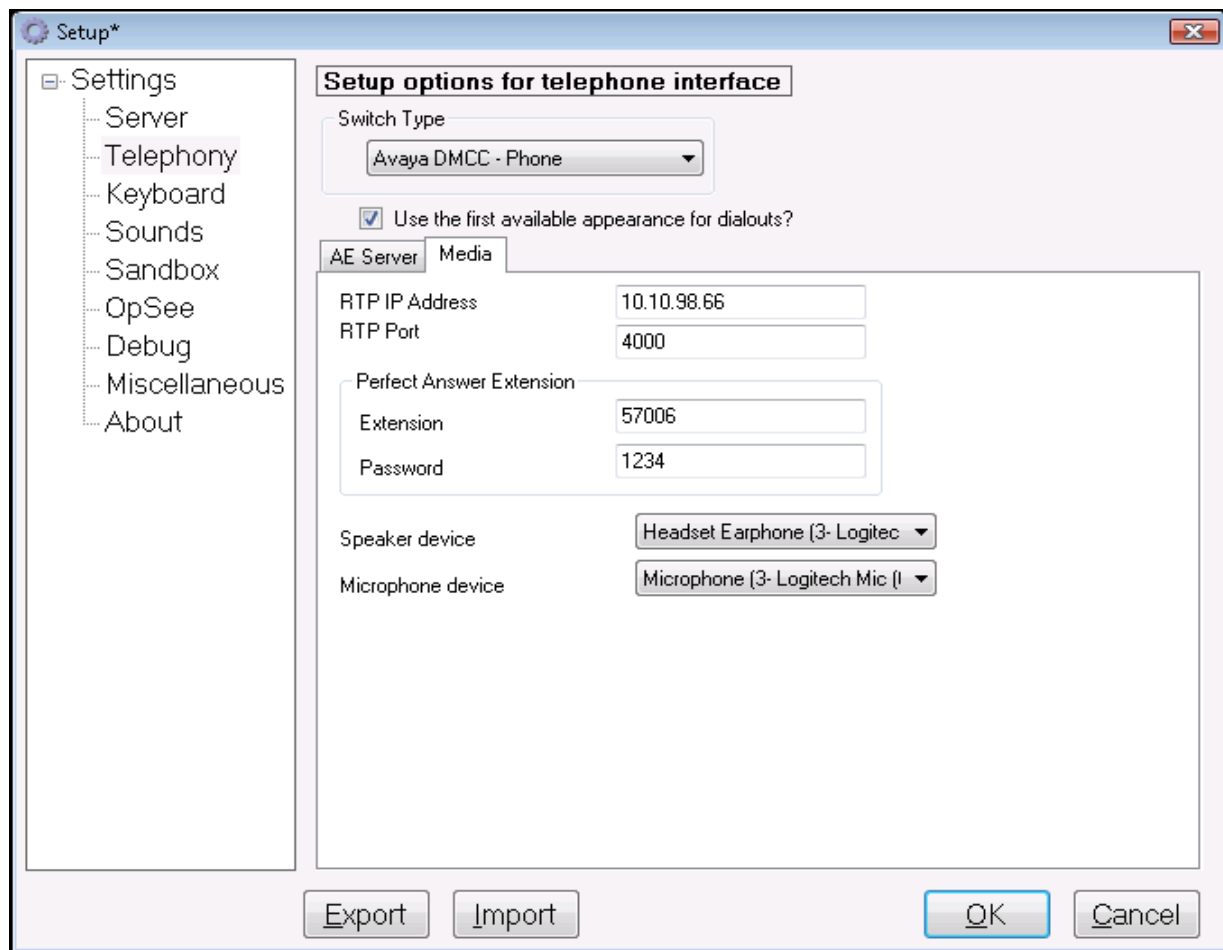 Setup*
Settings
Server
Telephony
Keyboard
Sounds
Sandbox
OpSee
Debug
Miscellaneous
About
Setup options for telephone interface
Switch Type
Avaya DMCC - Phone
Use the first available appearance for dialouts?
AE Server Media
RTP IP Address 10.10.98.66
RTP Port 4000
Perfect Answer Extension
Extension 57006
Password 1234
Speaker device Headset Earphone (3- Logitec
Microphone device Microphone (3- Logitech Mic (
Export Import OK Cancel